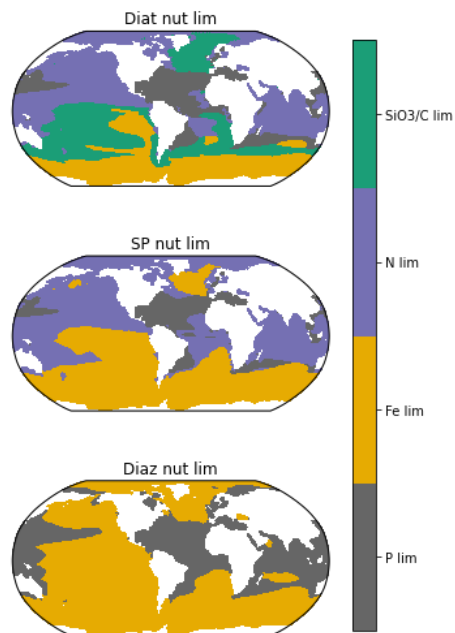 Diat nut lim
SiO3/C lim
N lim
SP nut lim
Fe lim
Diaz nut lim
P lim